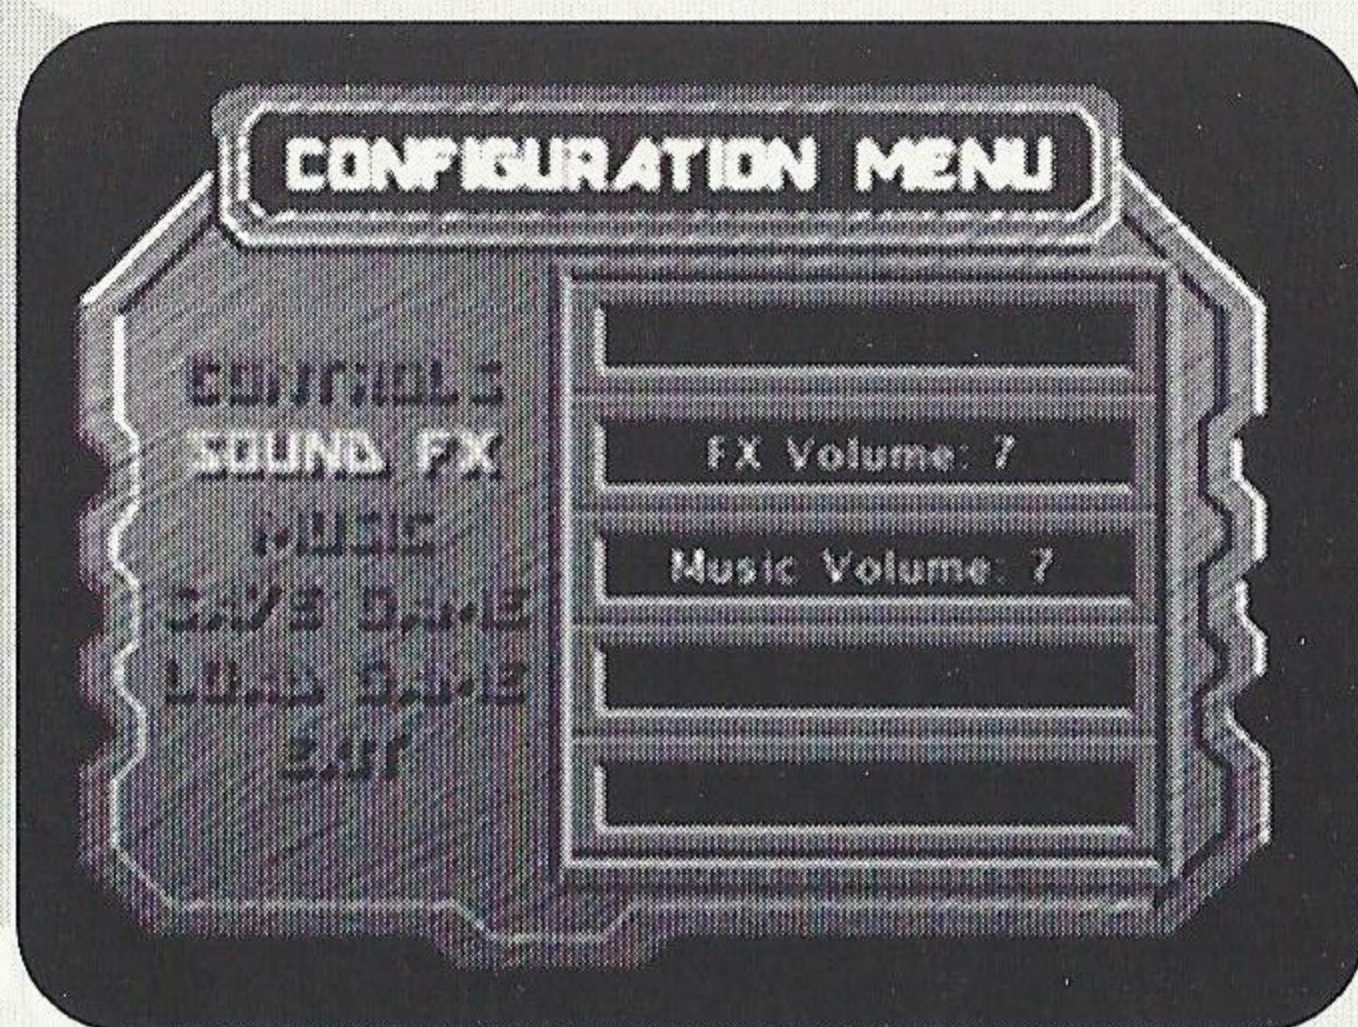 CONFIGURATION MENU
CONTROLS
SOUND FX
MUSIC
SAVE GAME
LOAD GAME
EXIT
FX Volume: 7
Music Volume: 7